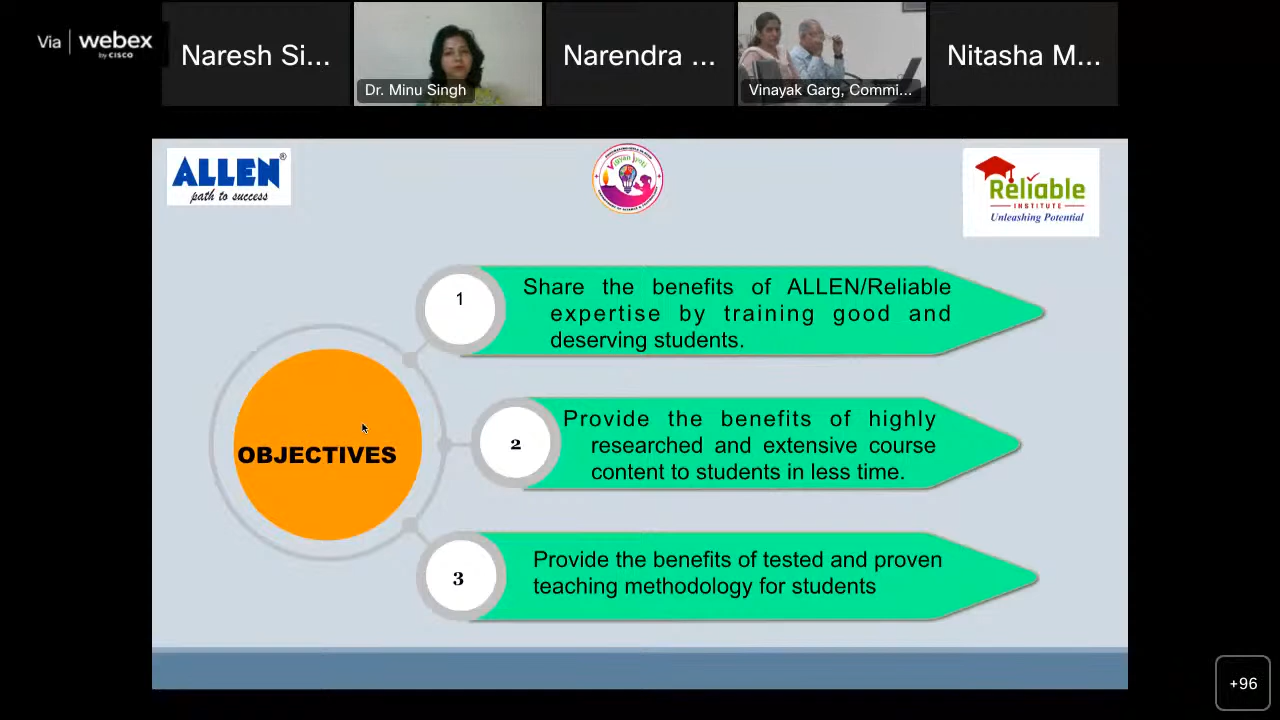 Via webex
by CISCO
Naresh Si...
Dr. Minu Singh
Narendra ...
Vinayak Garg, Commi...
Nitasha M...
ALLEN®
path to success
Reliable
INSTITUTE
Unleashing Potential
OBJECTIVES
1
Share the benefits of ALLEN/Reliable
expertise by training good and
deserving students.
2
Provide the benefits of highly
researched and extensive course
content to students in less time.
3
Provide the benefits of tested and proven
teaching methodology for students
+96